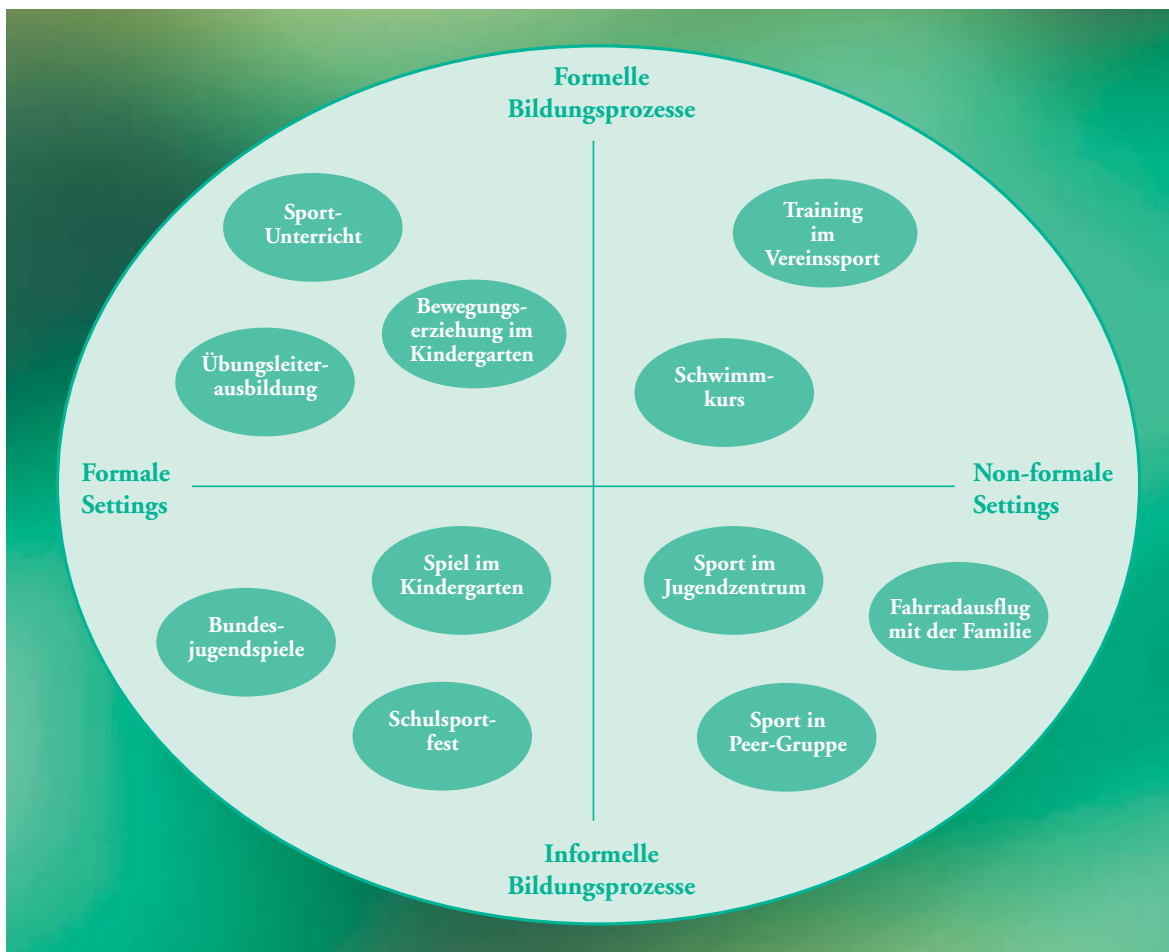 Formelle
Bildungsprozesse
Sport-
Unterricht
Training
im
Vereinssport
Bewegungs-
erziehung im
Kindergarten
Übungsleiter-
ausbildung
Schwimm-
kurs
Formale
Settings
Non-formale
Settings
Spiel im
Kindergarten
Sport im
Jugendzentrum
Fahrradausflug
mit der Familie
Bundes-
jugendspiele
Schulsport-
fest
Sport in
Peer-Gruppe
Informelle
Bildungsprozesse